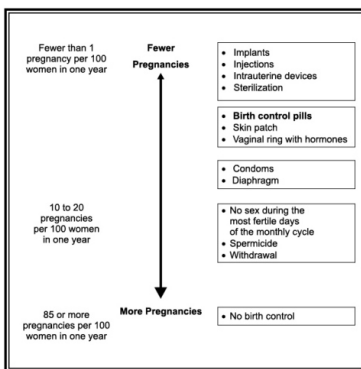 Fewer than 1
pregnancy per 100
women in one year
Fewer
Pregnancies
• Implants
• Injections
• Intrauterine devices
• Sterilization
• Birth control pills
• Skin patch
• Vaginal ring with hormones
• Condoms
• Diaphragm
10 to 20
pregnancies
per 100 women
in one year
• No sex during the
most fertile days
of the monthly cycle
• Spermicide
• Withdrawal
More Pregnancies
85 or more
pregnancies per 100
women in one year
• No birth control